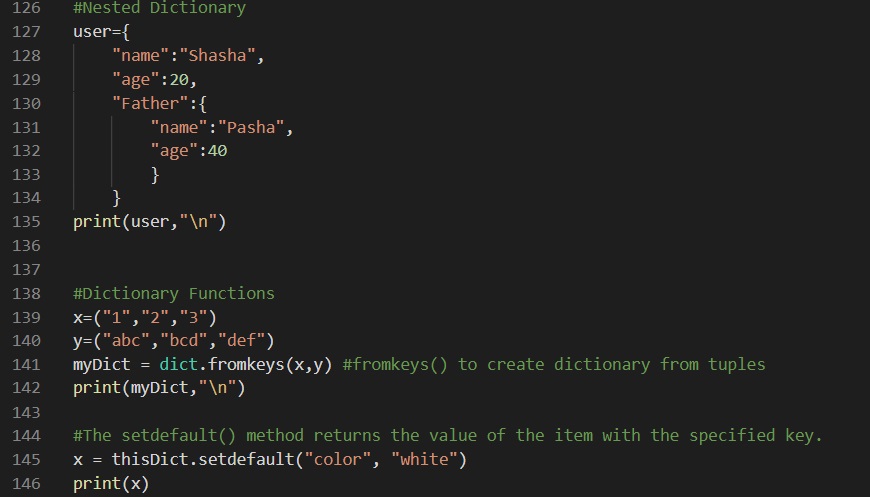 126 #Nested Dictionary
127 user={
128     "name":"Shasha",
129     "age":20,
130     "Father":{
131         "name":"Pasha",
132         "age":40
133         }
134     }
135 print(user,"\n")
136
137
138 #Dictionary Functions
139 x=("1","2","3")
140 y=("abc","bcd","def")
141 myDict = dict.fromkeys(x,y) #fromkeys() to create dictionary from tuples
142 print(myDict,"\n")
143
144 #The setdefault() method returns the value of the item with the specified key.
145 x = thisDict.setdefault("color", "white")
146 print(x)